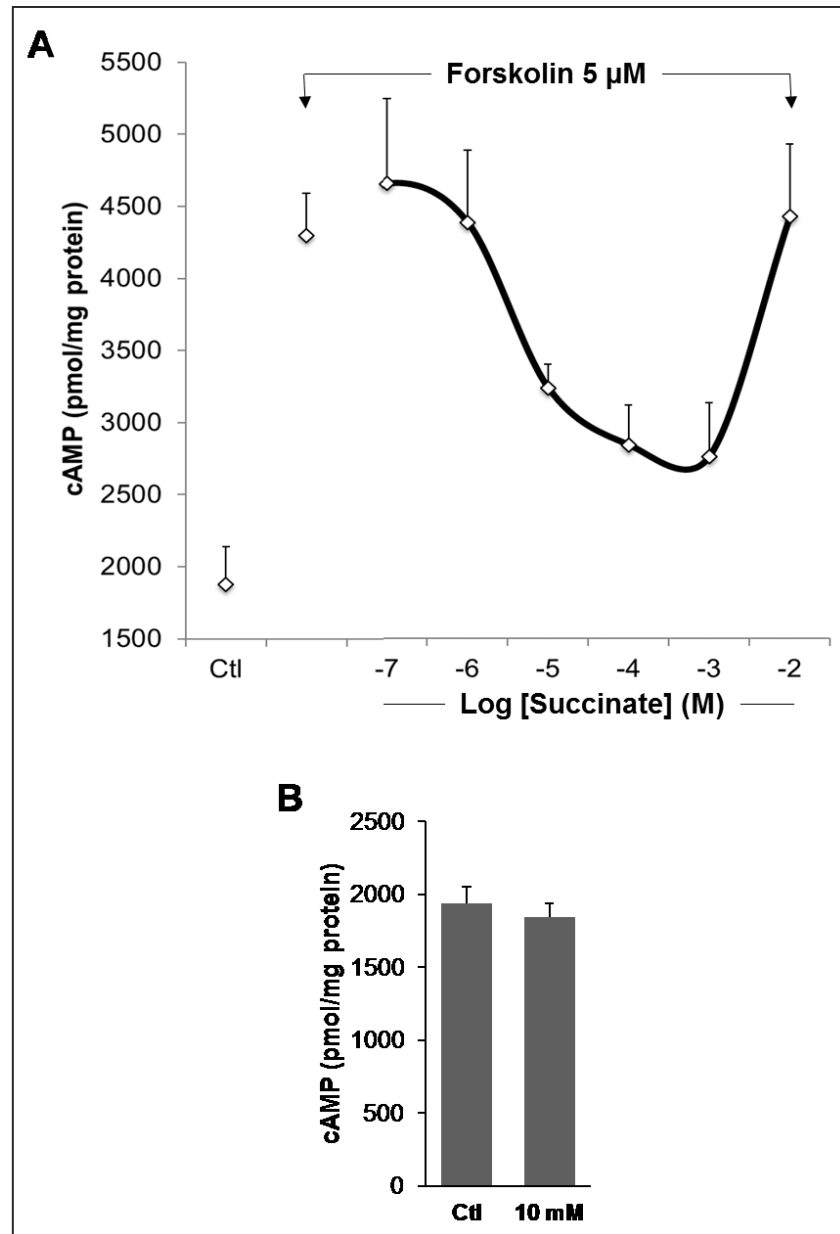 A
Forskolin 5 µM
5500
5000
4500
4000
3500
3000
2500
2000
1500
cAMP (pmol/mg protein)
Ctl -7 -6 -5 -4 -3 -2
Log [Succinate] (M)
B
2500
2000
1500
1000
500
0
cAMP (pmol/mg protein)
Ctl 10 mM